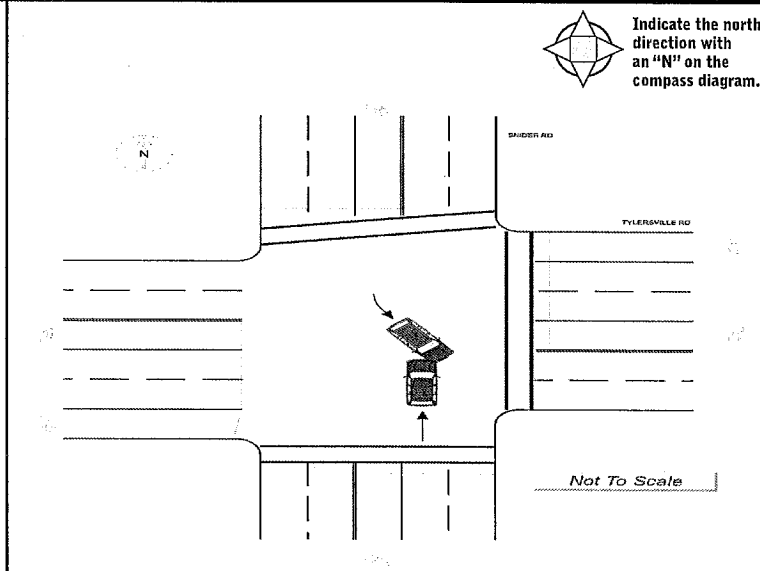 Indicate the north
direction with
an "N" on the
compass diagram.
N
SNIDER RD
TYLERSVILLE RD
Not To Scale